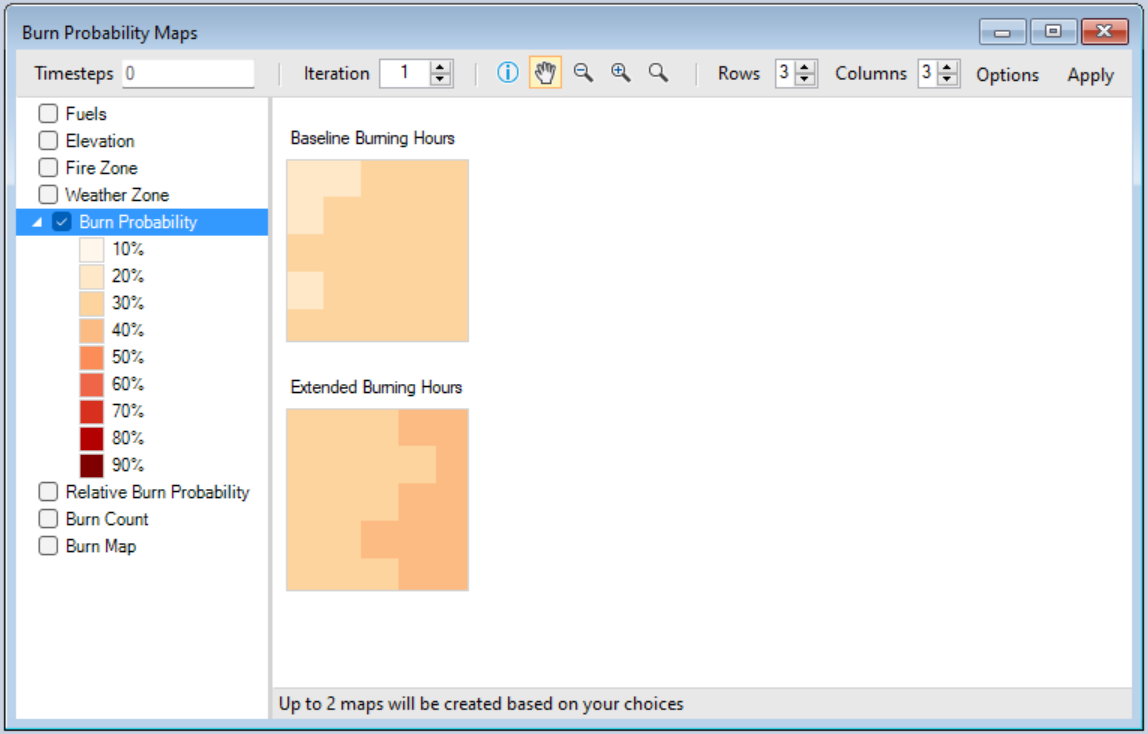 Burn Probability Maps
Timesteps 0 Iteration 1 Rows 3 Columns 3 Options Apply
Fuels
Elevation
Fire Zone
Weather Zone
Burn Probability
10%
20%
30%
40%
50%
60%
70%
80%
90%
Relative Burn Probability
Burn Count
Burn Map
Baseline Burning Hours
Extended Burning Hours
Up to 2 maps will be created based on your choices